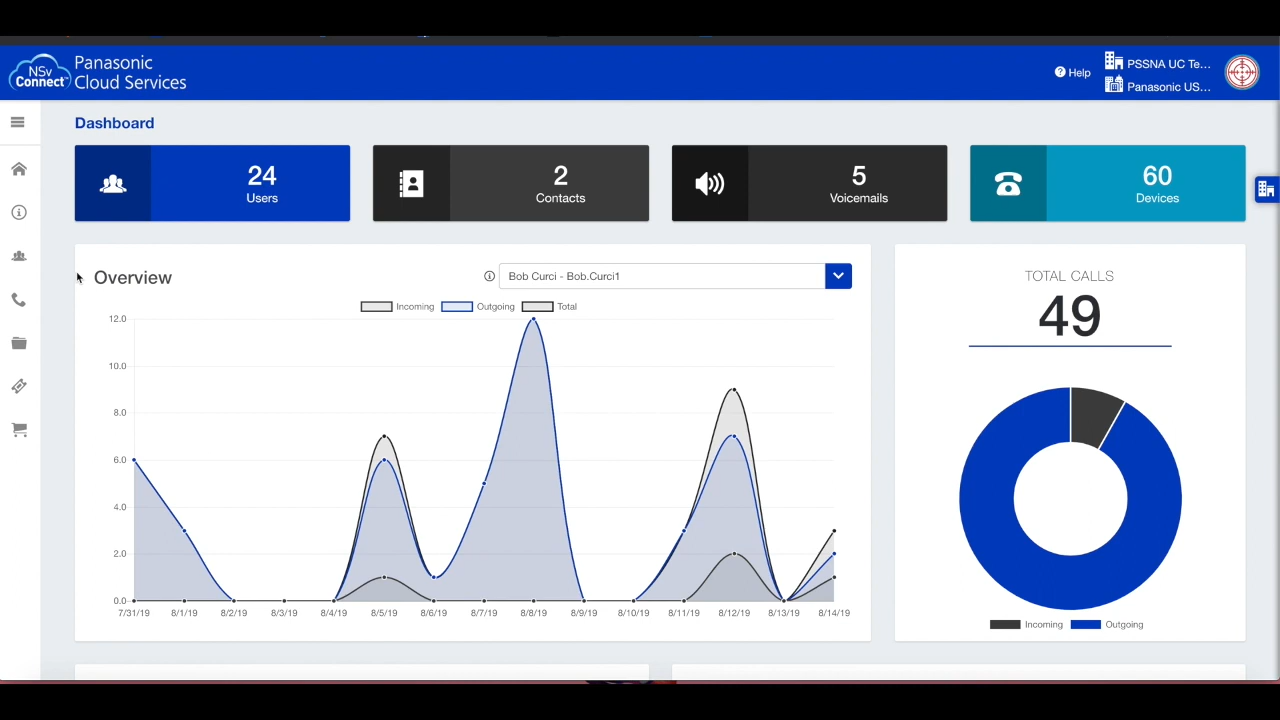 NSv
Connect™
Panasonic
Cloud Services
Help
PSSNA UC Te...
Panasonic US...
Dashboard
24
Users
2
Contacts
5
Voicemails
60
Devices
Overview
Bob Curci - Bob.Curci1
Incoming Outgoing Total
12.0
10.0
8.0
6.0
4.0
2.0
0.0
7/31/19 8/1/19 8/2/19 8/3/19 8/4/19 8/5/19 8/6/19 8/7/19 8/8/19 8/9/19 8/10/19 8/11/19 8/12/19 8/13/19 8/14/19
TOTAL CALLS
49
Incoming Outgoing